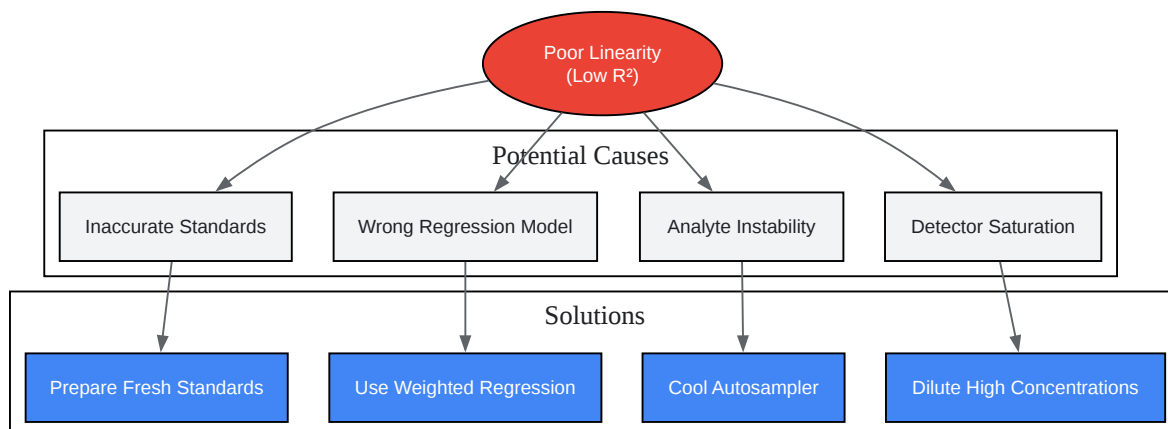 Poor Linearity
(Low R²)
Potential Causes
Inaccurate Standards
Wrong Regression Model
Analyte Instability
Detector Saturation
Solutions
Prepare Fresh Standards
Use Weighted Regression
Cool Autosampler
Dilute High Concentrations